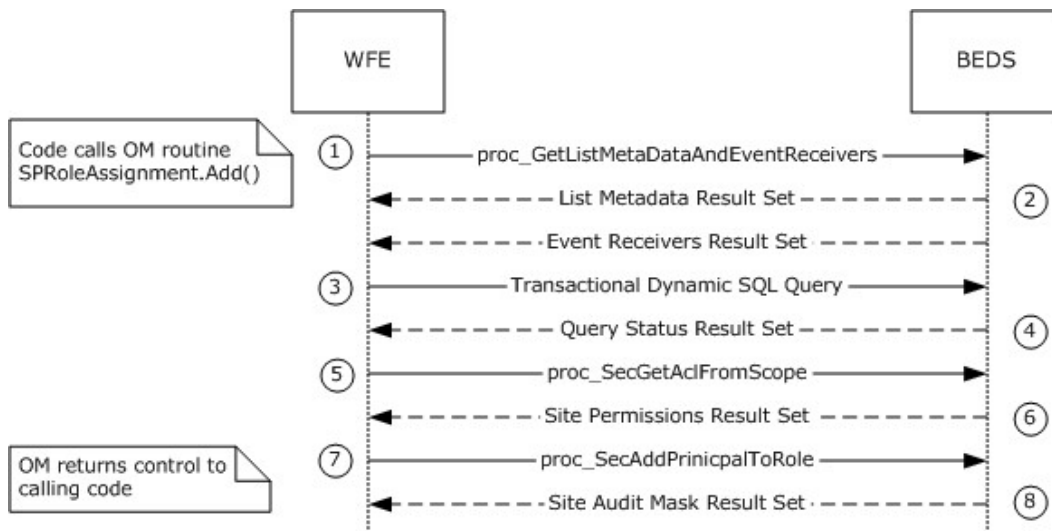 WFE
BEDS
Code calls OM routine
SPRoleAssignment.Add()
1
proc_GetListMetaDataAndEventReceivers
List Metadata Result Set
2
Event Receivers Result Set
3
Transactional Dynamic SQL Query
Query Status Result Set
4
5
proc_SecGetAclFromScope
Site Permissions Result Set
6
OM returns control to
calling code
7
proc_SecAddPrinicpalToRole
Site Audit Mask Result Set
8